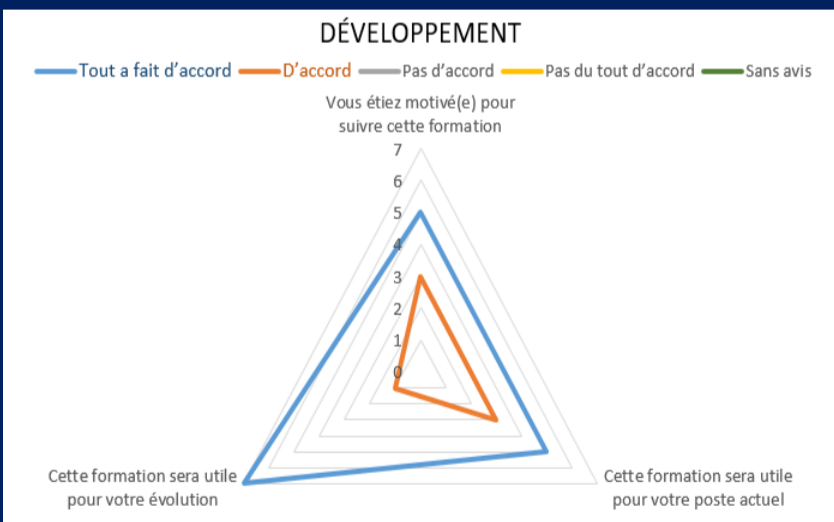 DÉVELOPPEMENT
Tout a fait d’accord D’accord Pas d’accord Pas du tout d’accord Sans avis
Vous étiez motivé(e) pour
suivre cette formation
7
6
5
4
3
2
1
0
Cette formation sera utile
pour votre évolution
Cette formation sera utile
pour votre poste actuel